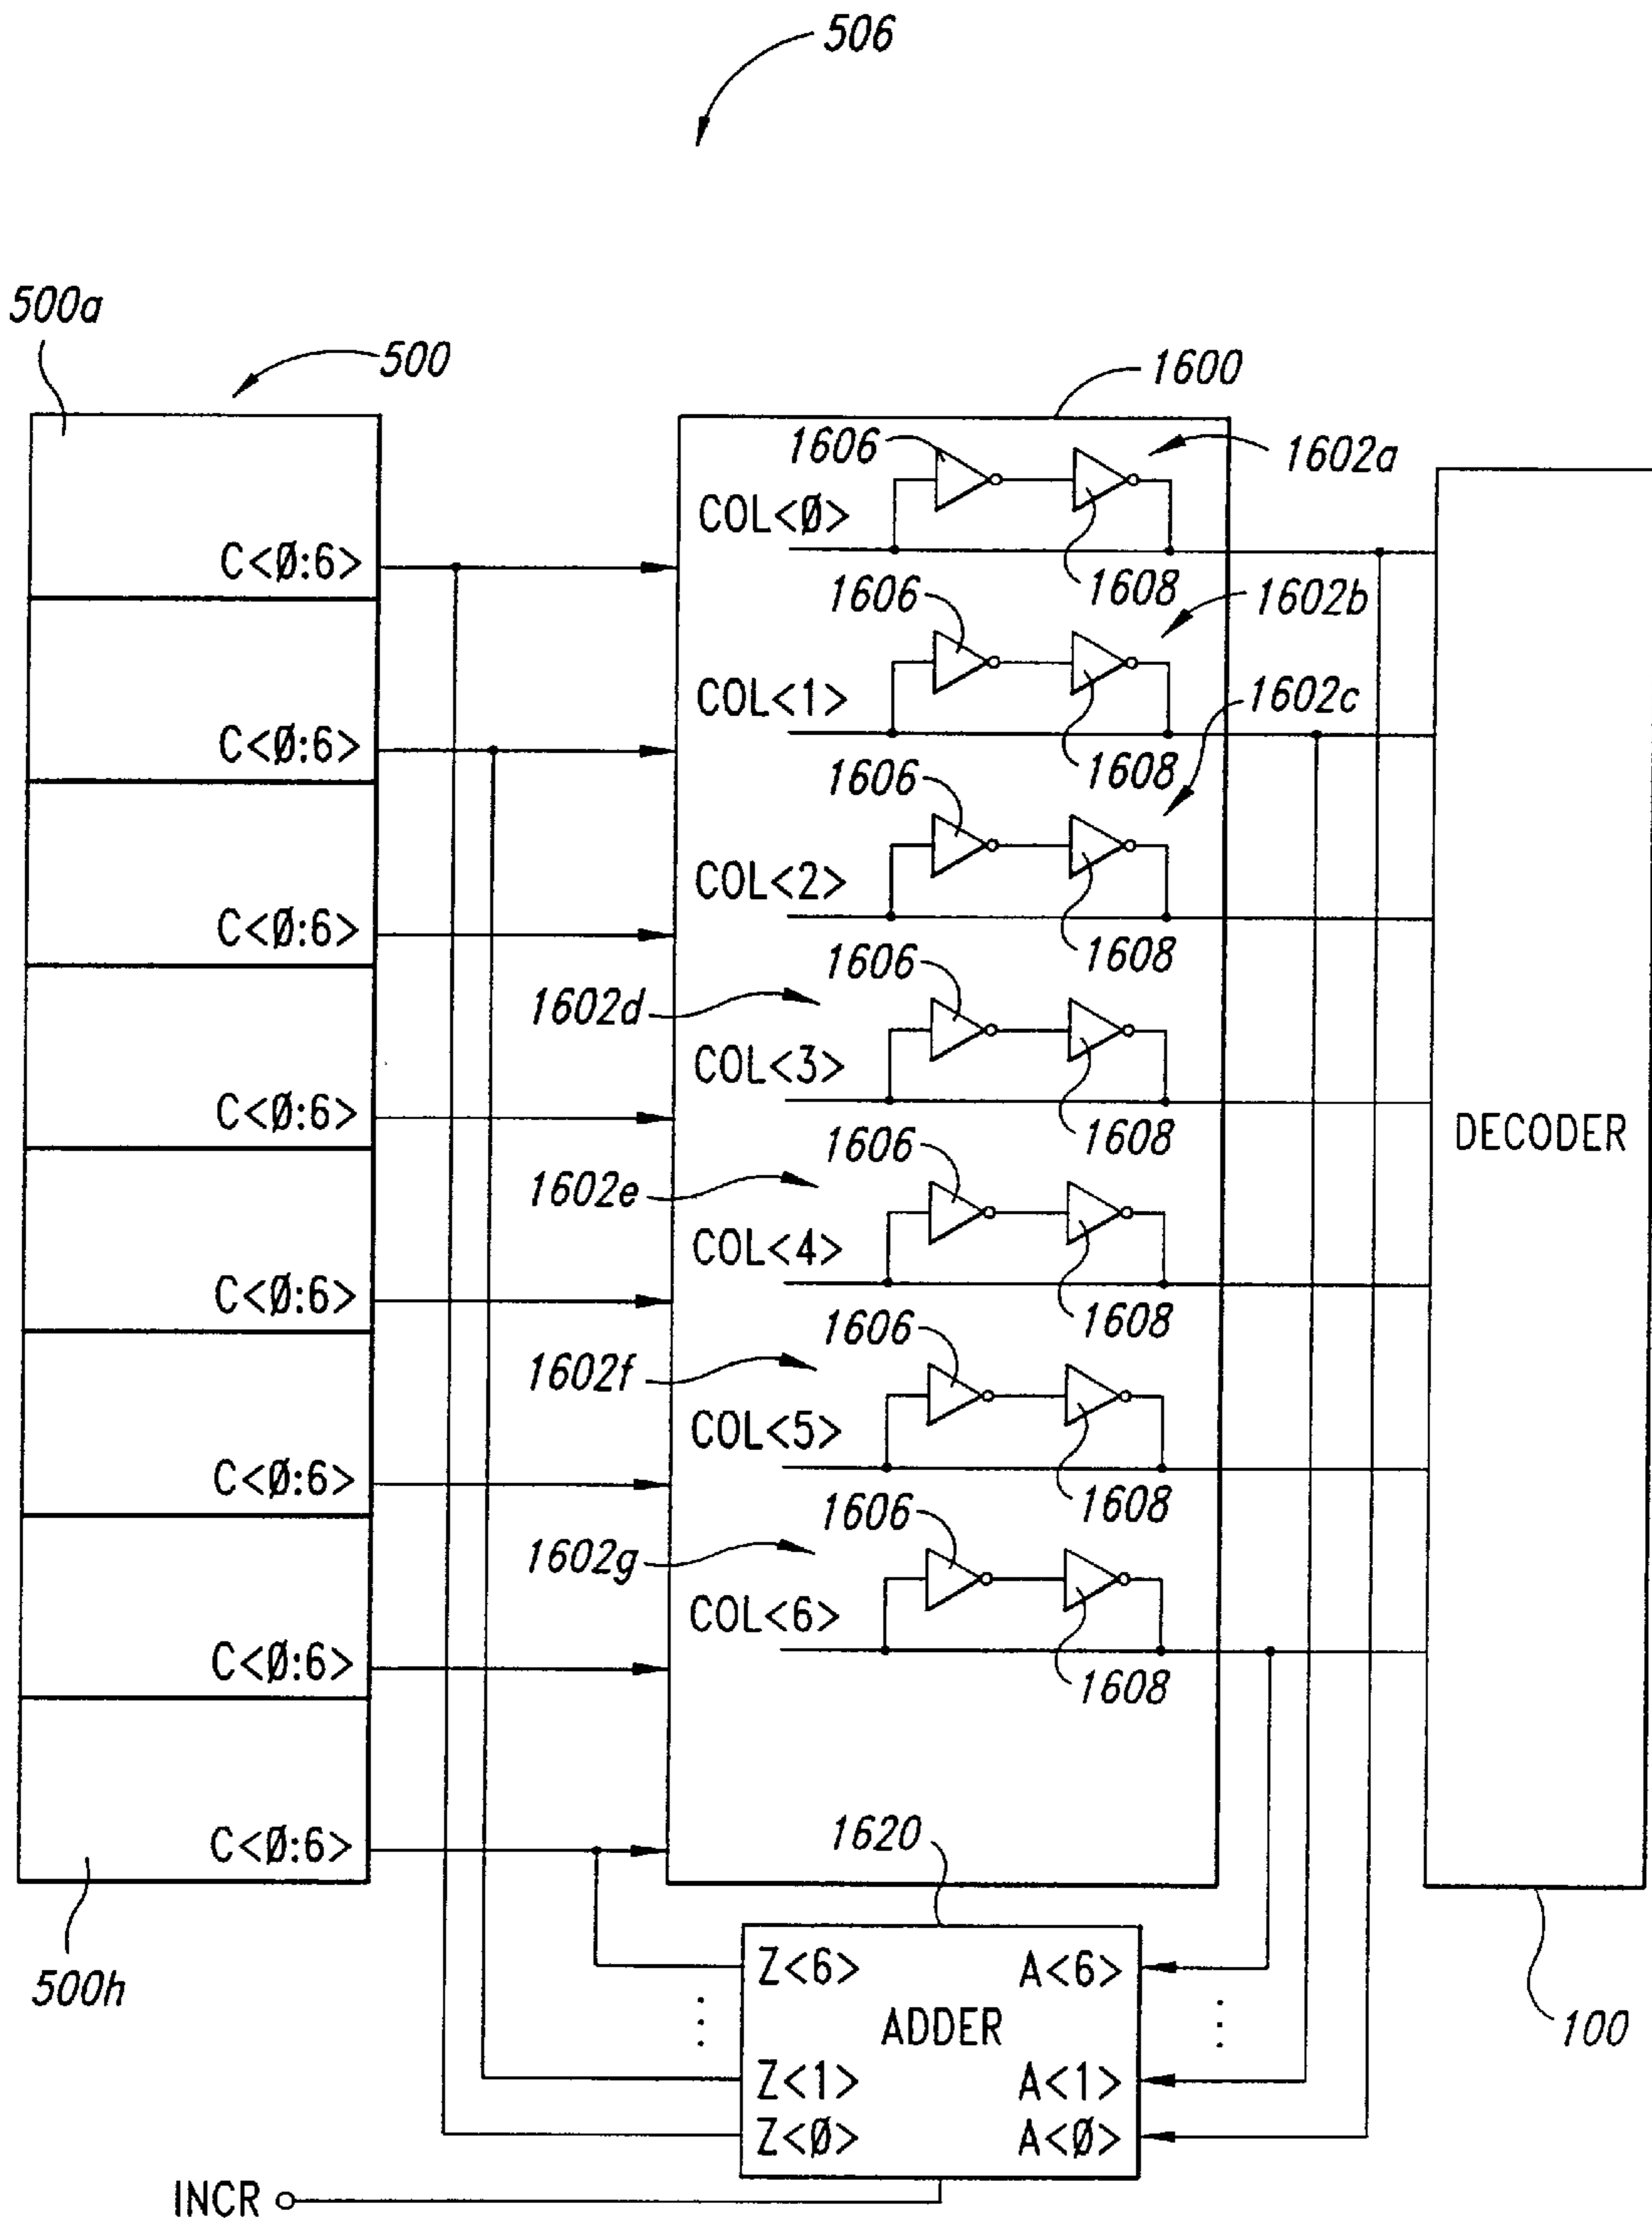 506
500a
500
1600
1606
1602a
COL<Ø>
C<Ø:6>
1608
1606
1602b
COL<1>
1602c
C<Ø:6>
1608
1606
COL<2>
C<Ø:6>
1608
1606
1602d
COL<3>
C<Ø:6>
1608
DECODER
1606
1602e
COL<4>
C<Ø:6>
1608
1606
1602f
COL<5>
C<Ø:6>
1608
1606
1602g
COL<6>
C<Ø:6>
1608
1620
C<Ø:6>
500h
Z<6> A<6>
ADDER
100
Z<1> A<1>
Z<Ø> A<Ø>
INCR